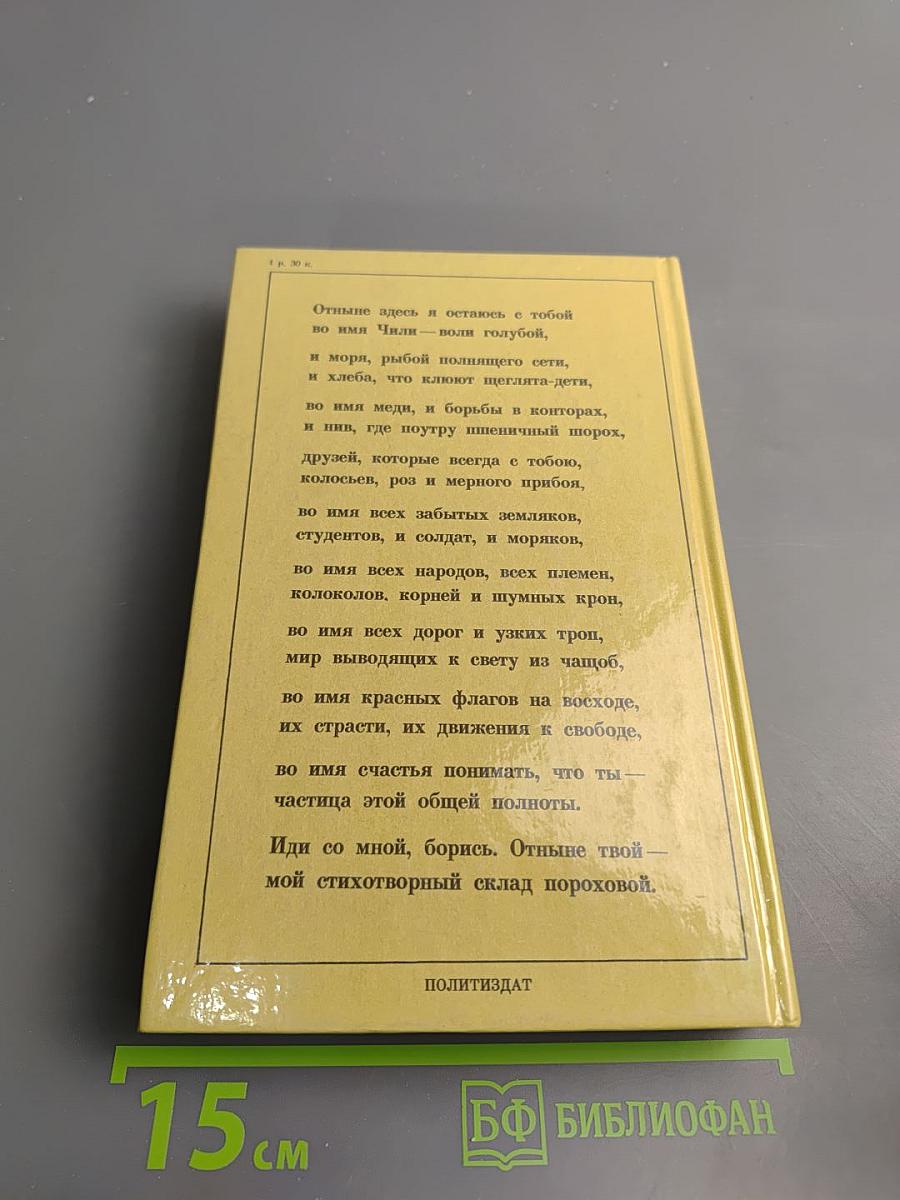 1 р. 30 к.
Отныне здесь я остаюсь с тобой
во имя Чили — воли голубой,
и моря, рыбой полнящего сети,
и хлеба, что клюют щеглята-дети,
во имя меди, и борьбы в конторах,
и нив, где поутру пшеничный шорох,
друзей, которые всегда с тобою,
колосьев, роз и мерного прибоя,
во имя всех забытых земляков,
студентов, и солдат, и моряков,
во имя всех народов, всех племен,
колоколов. корней и шумных крон,
во имя всех дорог и узких троп,
мир выводящих к свету из чащоб,
во имя красных флагов на восходе,
их страсти, их движения к свободе,
во имя счастья понимать, что ты —
частица этой общей полноты.
Иди со мной, борись. Отныне твой —
мой стихотворный склад пороховой.
ПОЛИТИЗДАТ
15 см
БФ БИБЛИОФАН